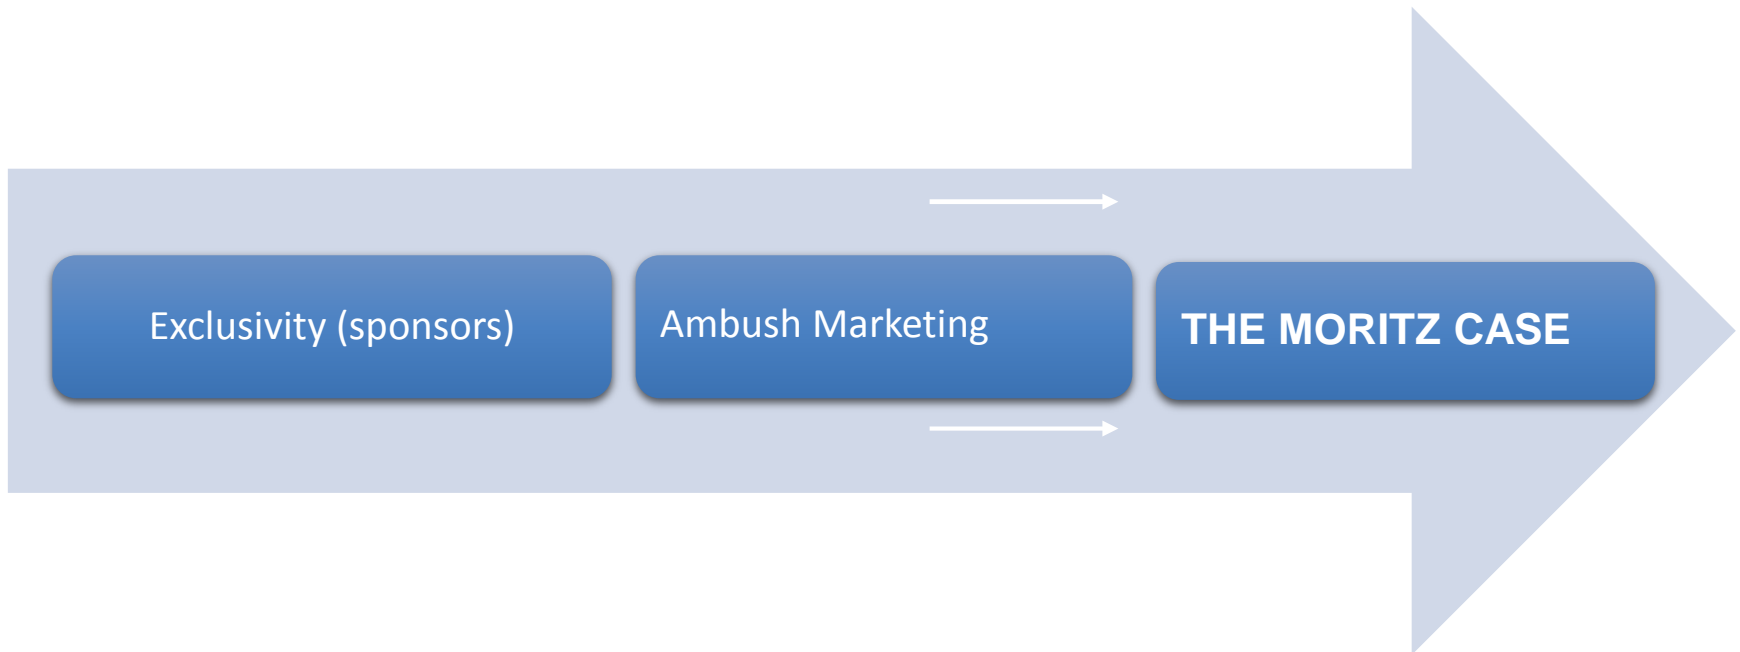 Exclusivity (sponsors)
Ambush Marketing
THE MORITZ CASE